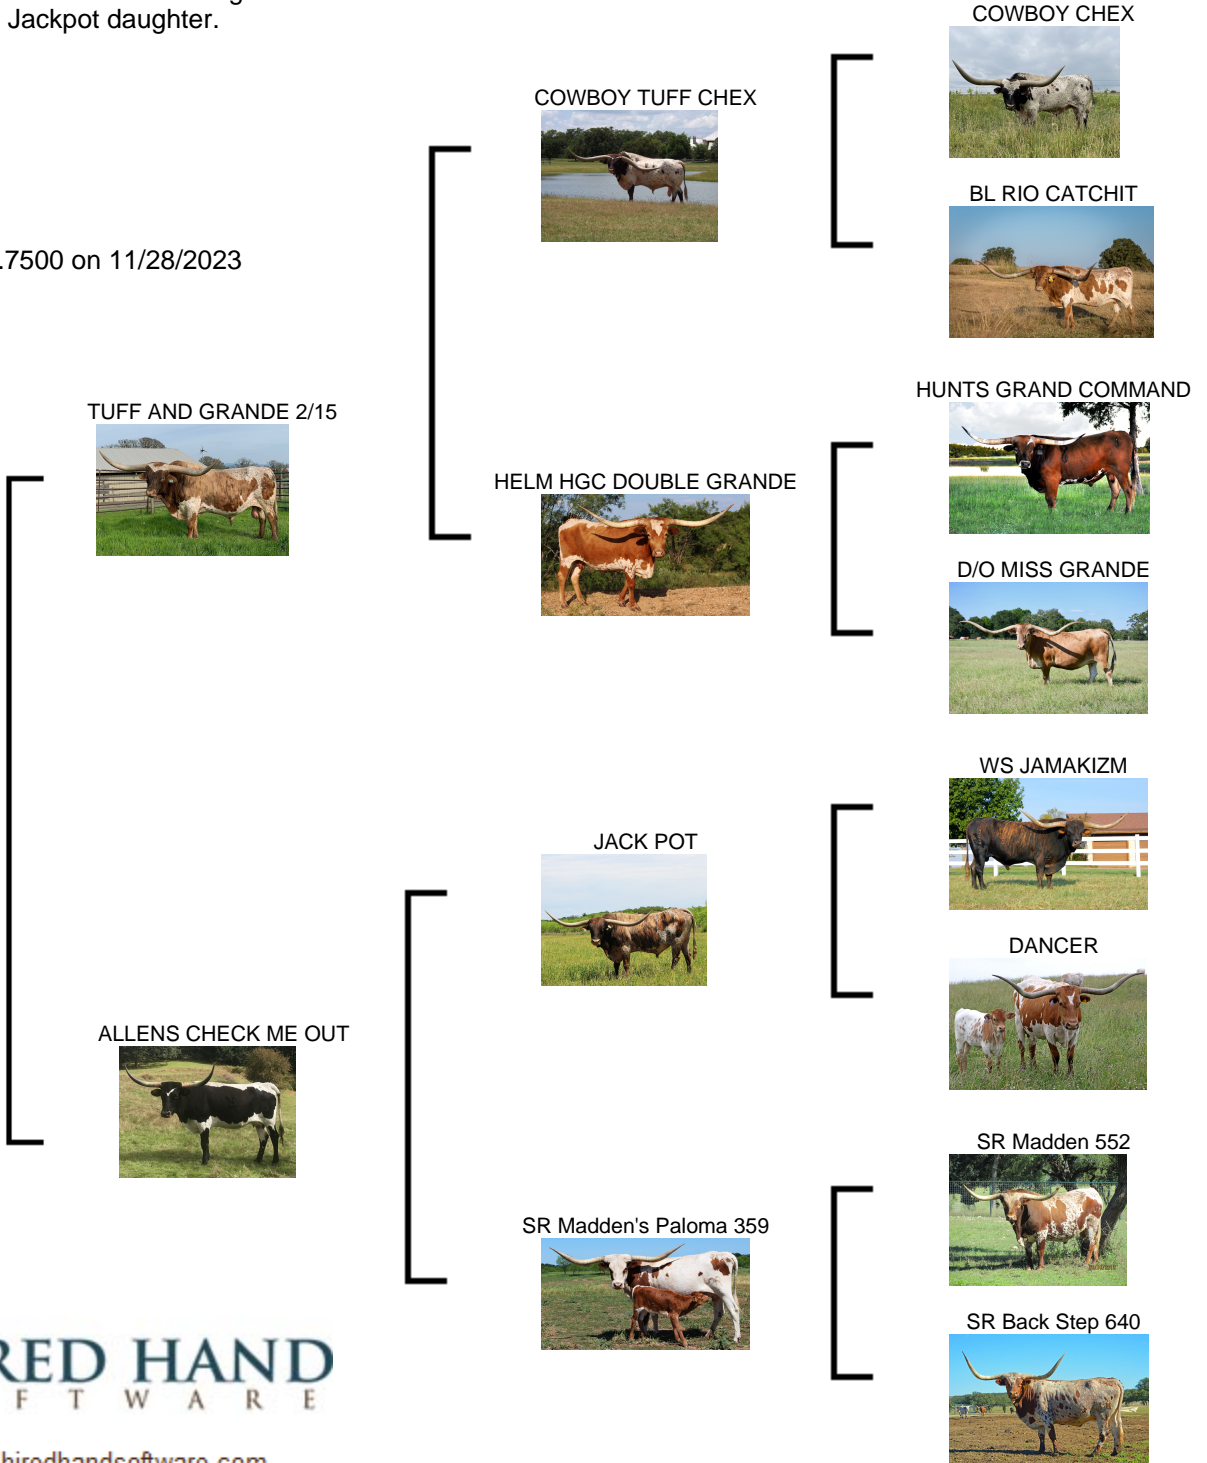 Jackpot daughter.
COWBOY CHEX
COWBOY TUFF CHEX
BL RIO CATCHIT
.7500 on 11/28/2023
HUNTS GRAND COMMAND
TUFF AND GRANDE 2/15
HELM HGC DOUBLE GRANDE
D/O MISS GRANDE
WS JAMAKIZM
JACK POT
DANCER
ALLENS CHECK ME OUT
SR Madden 552
SR Madden's Paloma 359
SR Back Step 640
RED HAND
F T W A R E
hiredhandsoftware.com